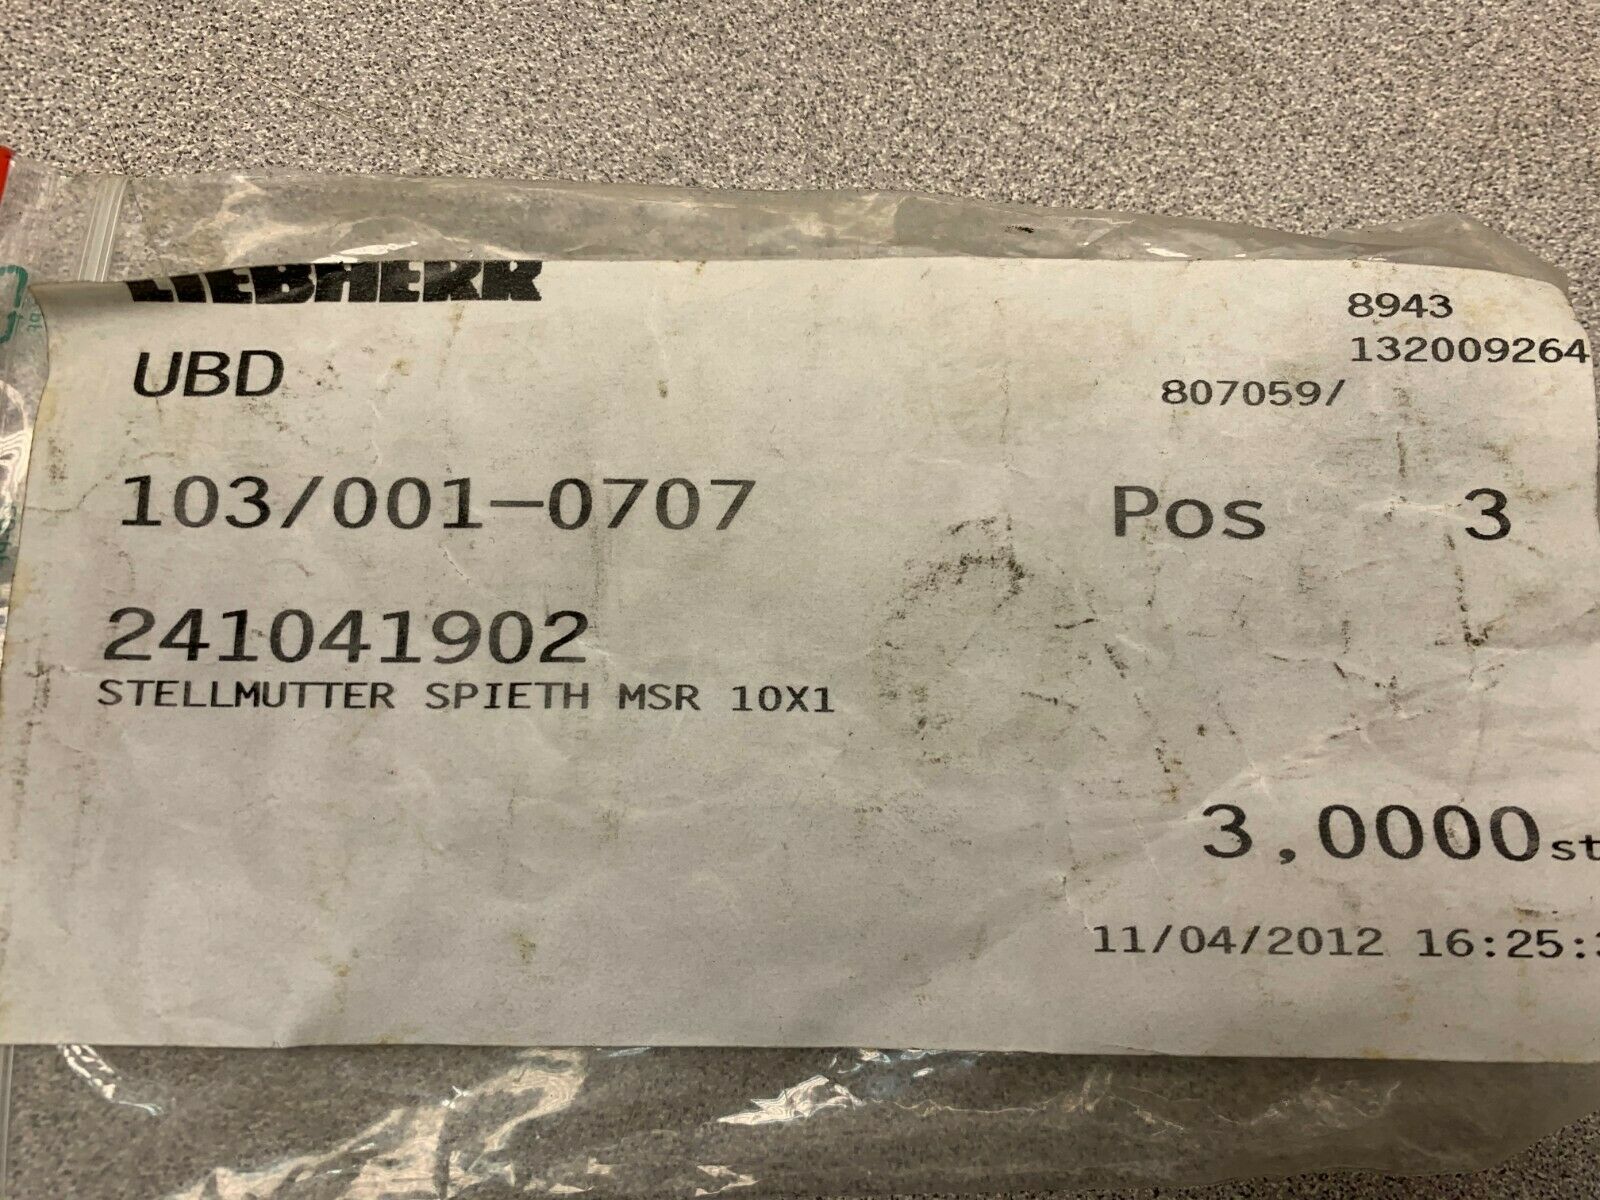 LIEBHERR
8943
132009264
UBD
807059/
103/001-0707 Pos 3
241041902
STELLMUTTER SPIETH MSR 10X1
3,0000st
11/04/2012 16:25: